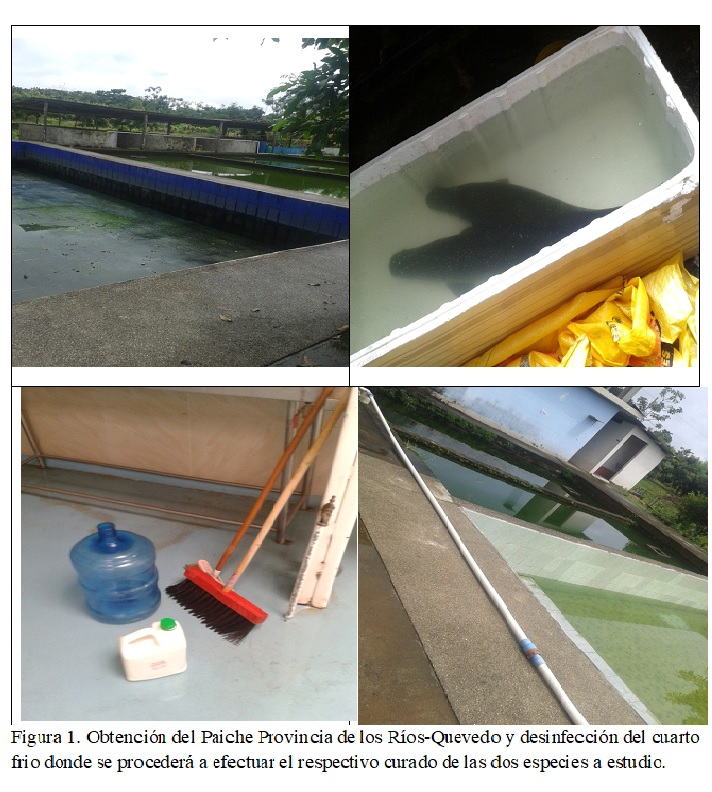 Figura 1. Obtención del Paiche Provincia de los Ríos-Quevedo y desinfección del cuarto
frio donde se procederá a efectuar el respectivo curado de las dos especies a estudio.